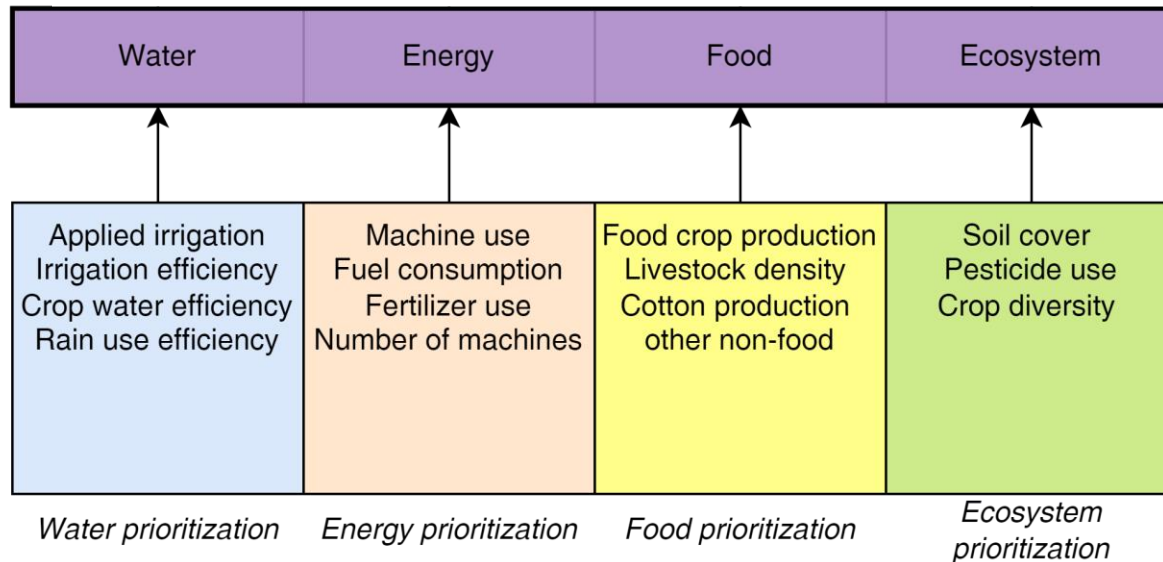 Water
Energy
Food
Ecosystem
Applied irrigation
Irrigation efficiency
Crop water efficiency
Rain use efficiency
Machine use
Fuel consumption
Fertilizer use
Number of machines
Food crop production
Livestock density
Cotton production
other non-food
Soil cover
Pesticide use
Crop diversity
Water prioritization
Energy prioritization
Food prioritization
Ecosystem
prioritization